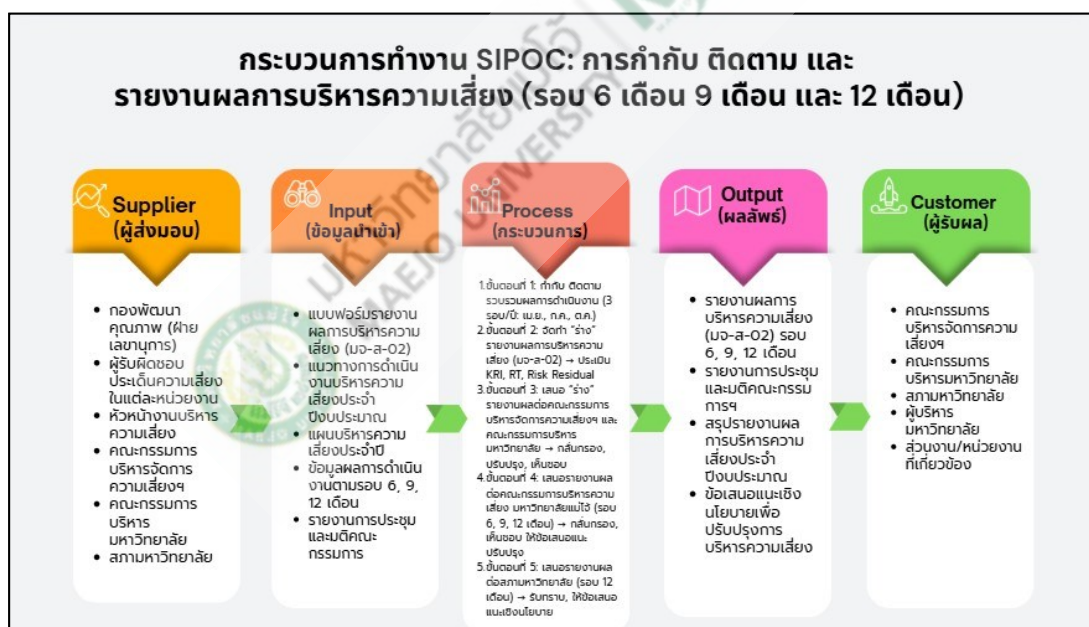 กระบวนการทำงาน SIPOC: การกำกับ ติดตาม และ
รายงานผลการบริหารความเสี่ยง (รอบ 6 เดือน 9 เดือน และ 12 เดือน)
Supplier
(ผู้ส่งมอบ)
• กองพัฒนา
คุณภาพ (ฝ่าย
เลขานุการ)
• ผู้รับผิดชอบ
ประเด็นความเสี่ยง
ในแต่ละหน่วยงาน
• หัวหน้างานบริหาร
ความเสี่ยง
• คณะกรรมการ
บริหารจัดการ
ความเสี่ยงฯ
• คณะกรรมการ
บริหาร
มหาวิทยาลัย
• สภามหาวิทยาลัย
Input
(ข้อมูลนำเข้า)
• แบบฟอร์มรายงาน
ผลการบริหารความ
เสี่ยง (มจ-ส-02)
• แนวทางการดำเนิน
งานบริหารความ
เสี่ยงประจำ
ปีงบประมาณ
• แผนบริหารความ
เสี่ยงประจำปี
• ข้อมูลผลการดำเนิน
งานตามรอบ 6, 9,
12 เดือน
• รายงานการประชุม
และมติคณะ
กรรมการ
Process
(กระบวนการ)
1.ขั้นตอนที่ 1: กำกับ ติดตาม
รวบรวมผลการดำเนินงาน (3
รอบ/ปี: เม.ย., ก.ค., ต.ค.)
2.ขั้นตอนที่ 2: จัดทำ “ร่าง”
รายงานผลการบริหารความ
เสี่ยง (มจ-ส-02) → ประเมิน
KRI, RT, Risk Residual
3.ขั้นตอนที่ 3: เสนอ “ร่าง”
รายงานผลต่อคณะกรรมการ
บริหารจัดการความเสี่ยงฯ และ
คณะกรรมการบริหาร
มหาวิทยาลัย → กลั่นกรอง,
ปรับปรุง, เห็นชอบ
4.ขั้นตอนที่ 4: เสนอรายงานผล
ต่อคณะกรรมการบริหารความ
เสี่ยง มหาวิทยาลัยแม่โจ้ (รอบ
6, 9, 12 เดือน) → กลั่นกรอง,
เห็นชอบ ให้ข้อเสนอแนะ
ปรับปรุง
5.ขั้นตอนที่ 5: เสนอรายงานผล
ต่อสภามหาวิทยาลัย (รอบ 12
เดือน) → รับทราบ, ให้ข้อเสนอ
แนะเชิงนโยบาย
Output
(ผลลัพธ์)
• รายงานผลการ
บริหารความเสี่ยง
(มจ-ส-02) รอบ
6, 9, 12 เดือน
• รายงานการประชุม
และมติคณะกรรม
การฯ
• สรุปรายงานผล
การบริหารความ
เสี่ยงประจำ
ปีงบประมาณ
• ข้อเสนอแนะเชิง
นโยบายเพื่อ
ปรับปรุงการ
บริหารความเสี่ยง
Customer
(ผู้รับผล)
• คณะกรรมการ
บริหารจัดการความ
เสี่ยงฯ
• คณะกรรมการ
บริหารมหาวิทยาลัย
• สภามหาวิทยาลัย
• ผู้บริหาร
มหาวิทยาลัย
• ส่วนงาน/หน่วยงาน
ที่เกี่ยวข้อง
มหาวิทยาลัยแม่โจ้
MAEJO UNIVERSITY